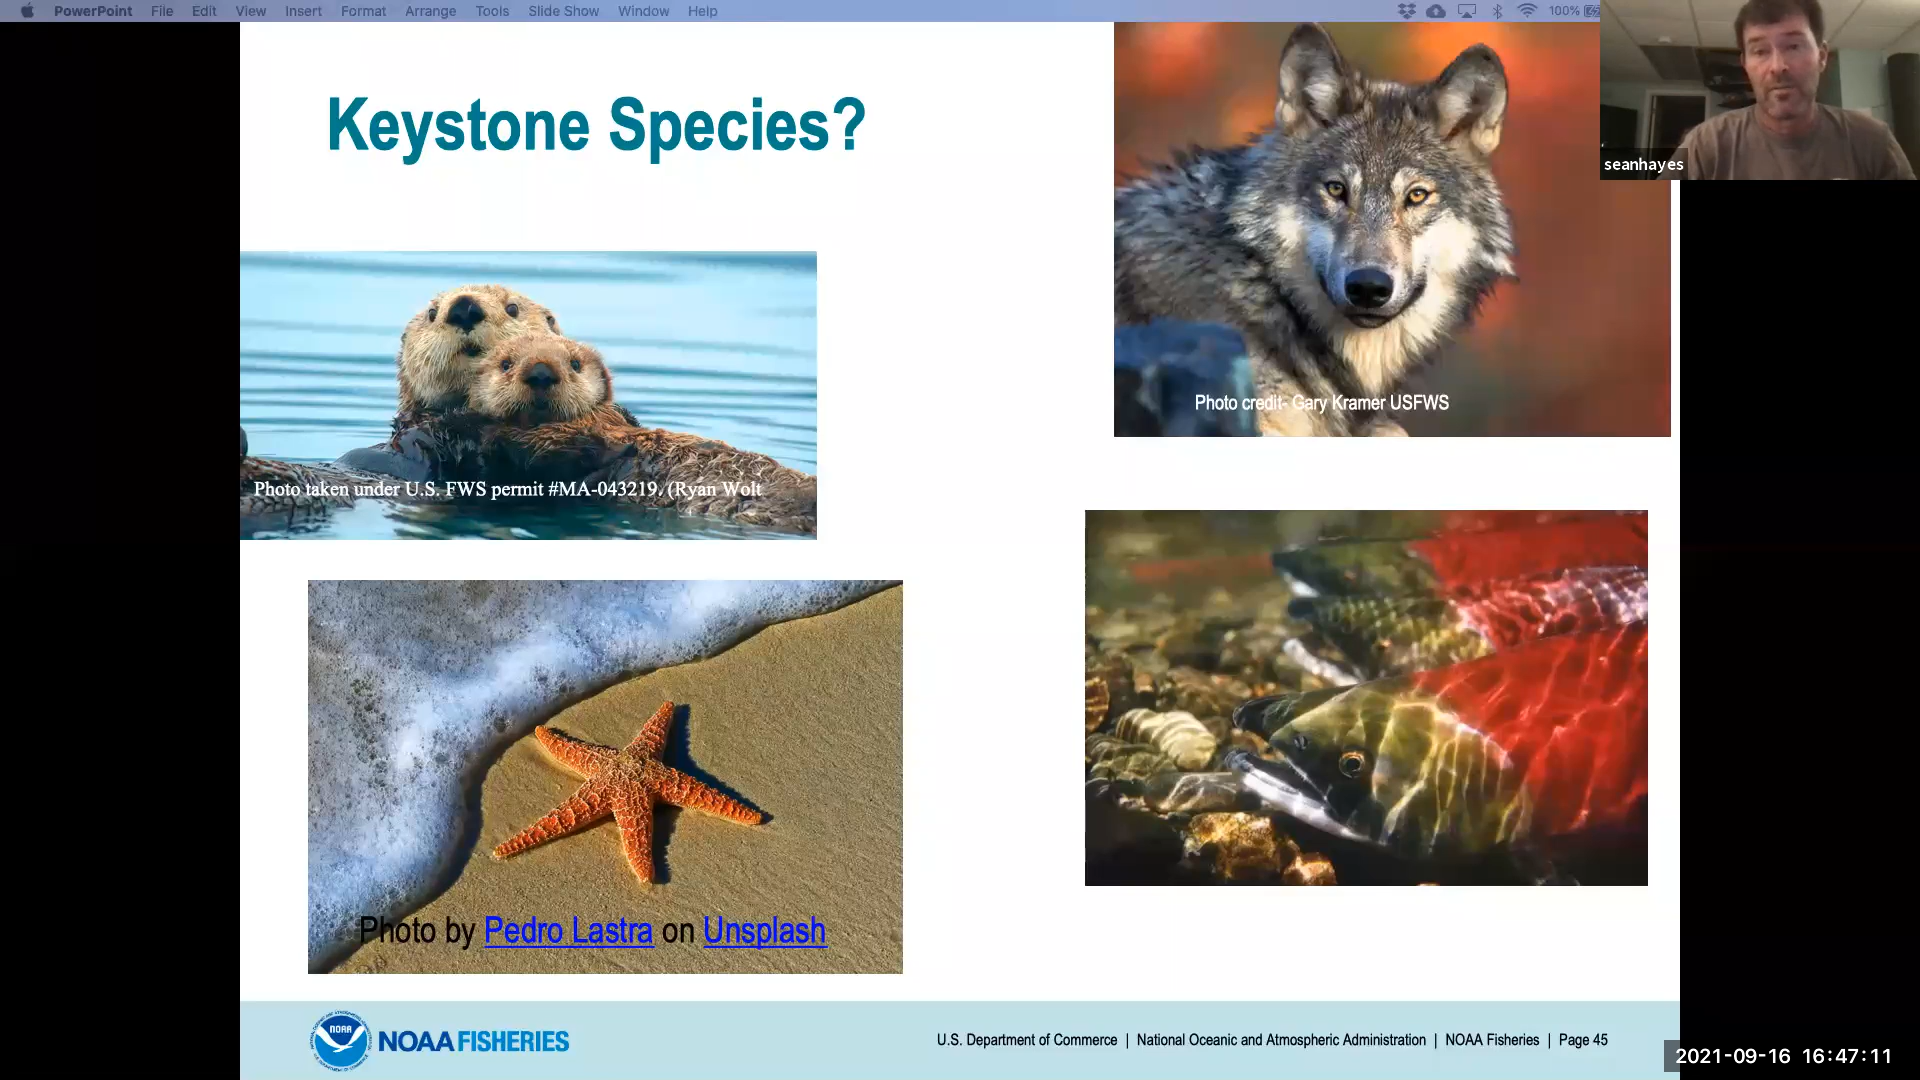 PowerPoint File Edit View Insert Format Arrange Tools Slide Show Window Help 100%
seanhayes
Keystone Species?
Photo credit- Gary Kramer USFWS
Photo taken under U.S. FWS permit #MA-043219. (Ryan Wolt
Photo by Pedro Lastra on Unsplash
NOAA
NOAA FISHERIES
U.S. Department of Commerce | National Oceanic and Atmospheric Administration | NOAA Fisheries | Page 45
2021-09-16 16:47:11